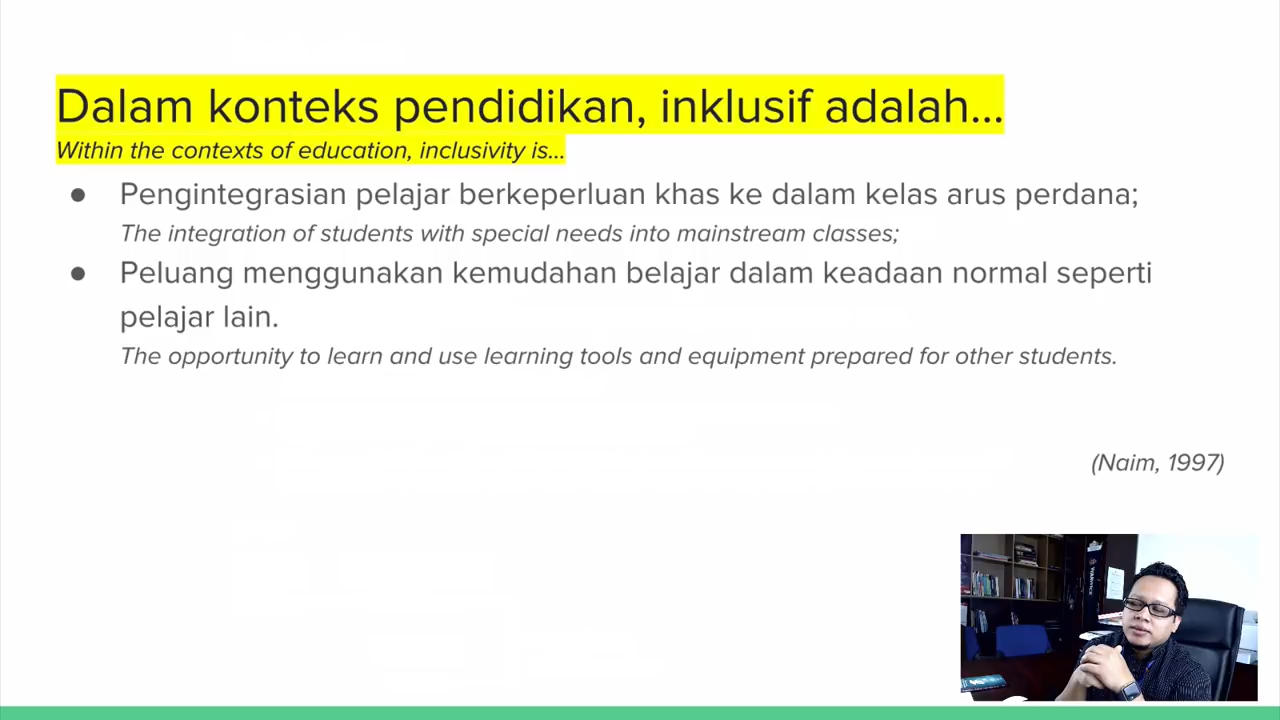 Dalam konteks pendidikan, inklusif adalah...
Within the contexts of education, inclusivity is...
● Pengintegrasian pelajar berkeperluan khas ke dalam kelas arus perdana;
The integration of students with special needs into mainstream classes;
● Peluang menggunakan kemudahan belajar dalam keadaan normal seperti
pelajar lain.
The opportunity to learn and use learning tools and equipment prepared for other students.
(Naim, 1997)